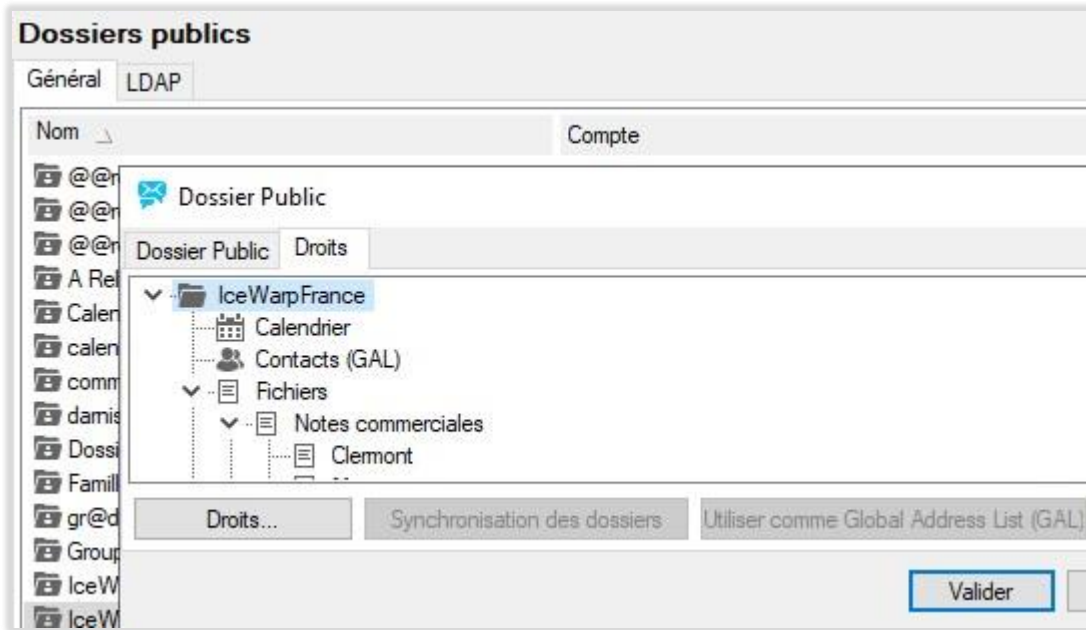 Dossiers publics
Général LDAP
Nom Compte
Dossier Public
Dossier Public Droits
A Rel
IceWarpFrance
Calen
Calendrier
calen
Contacts (GAL)
comm
Fichiers
damis
Notes commerciales
Dossi
Clermont
Famill
gr@d
Droits... Synchronisation des dossiers Utiliser comme Global Address List (GAL)
Group
IceW
Valider
IceW